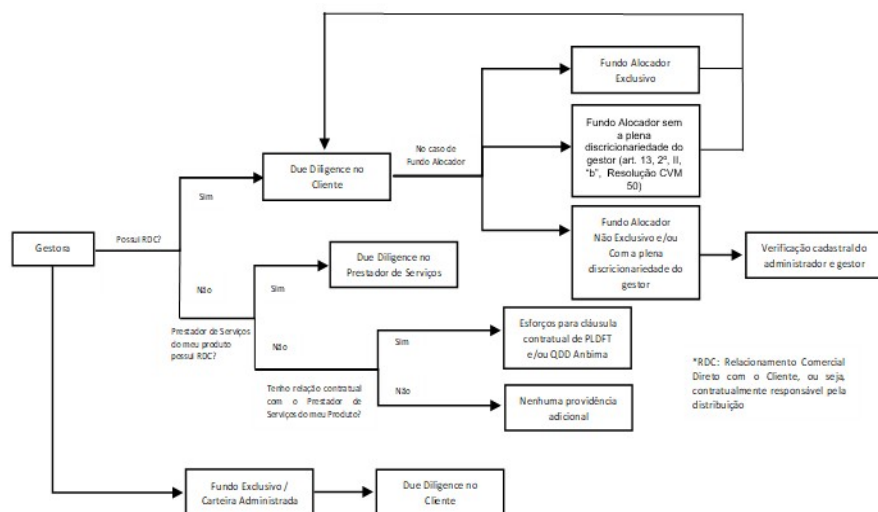 Fundo Alocador
Exclusivo
No caso de
Fundo Alocador
Fundo Alocador sem
a plena
discricionariedade do
gestor (art. 13, 2º, II,
“b”, Resolução CVM
50)
Due Diligence no
Cliente
Sim
Fundo Alocador
Não Exclusivo e/ou
Com a plena
discricionariedade do
gestor
Verificação cadastral do
administrador e gestor
Gestora
Possui RDC?
Due Diligence no
Prestador de Serviços
Não
Sim
Prestador de Serviços
do meu produto
possui RDC?
Não
Sim
Esforços para cláusula
contratual de PLDFT
e/ou QDD Anbima
*RDC: Relacionamento Comercial
Direto com o Cliente, ou seja,
contratualmente responsável pela
distribuição
Tenho relação contratual
com o Prestador de
Serviços do meu Produto?
Não
Nenhuma providência
adicional
Fundo Exclusivo /
Carteira Administrada
Due Diligence no
Cliente